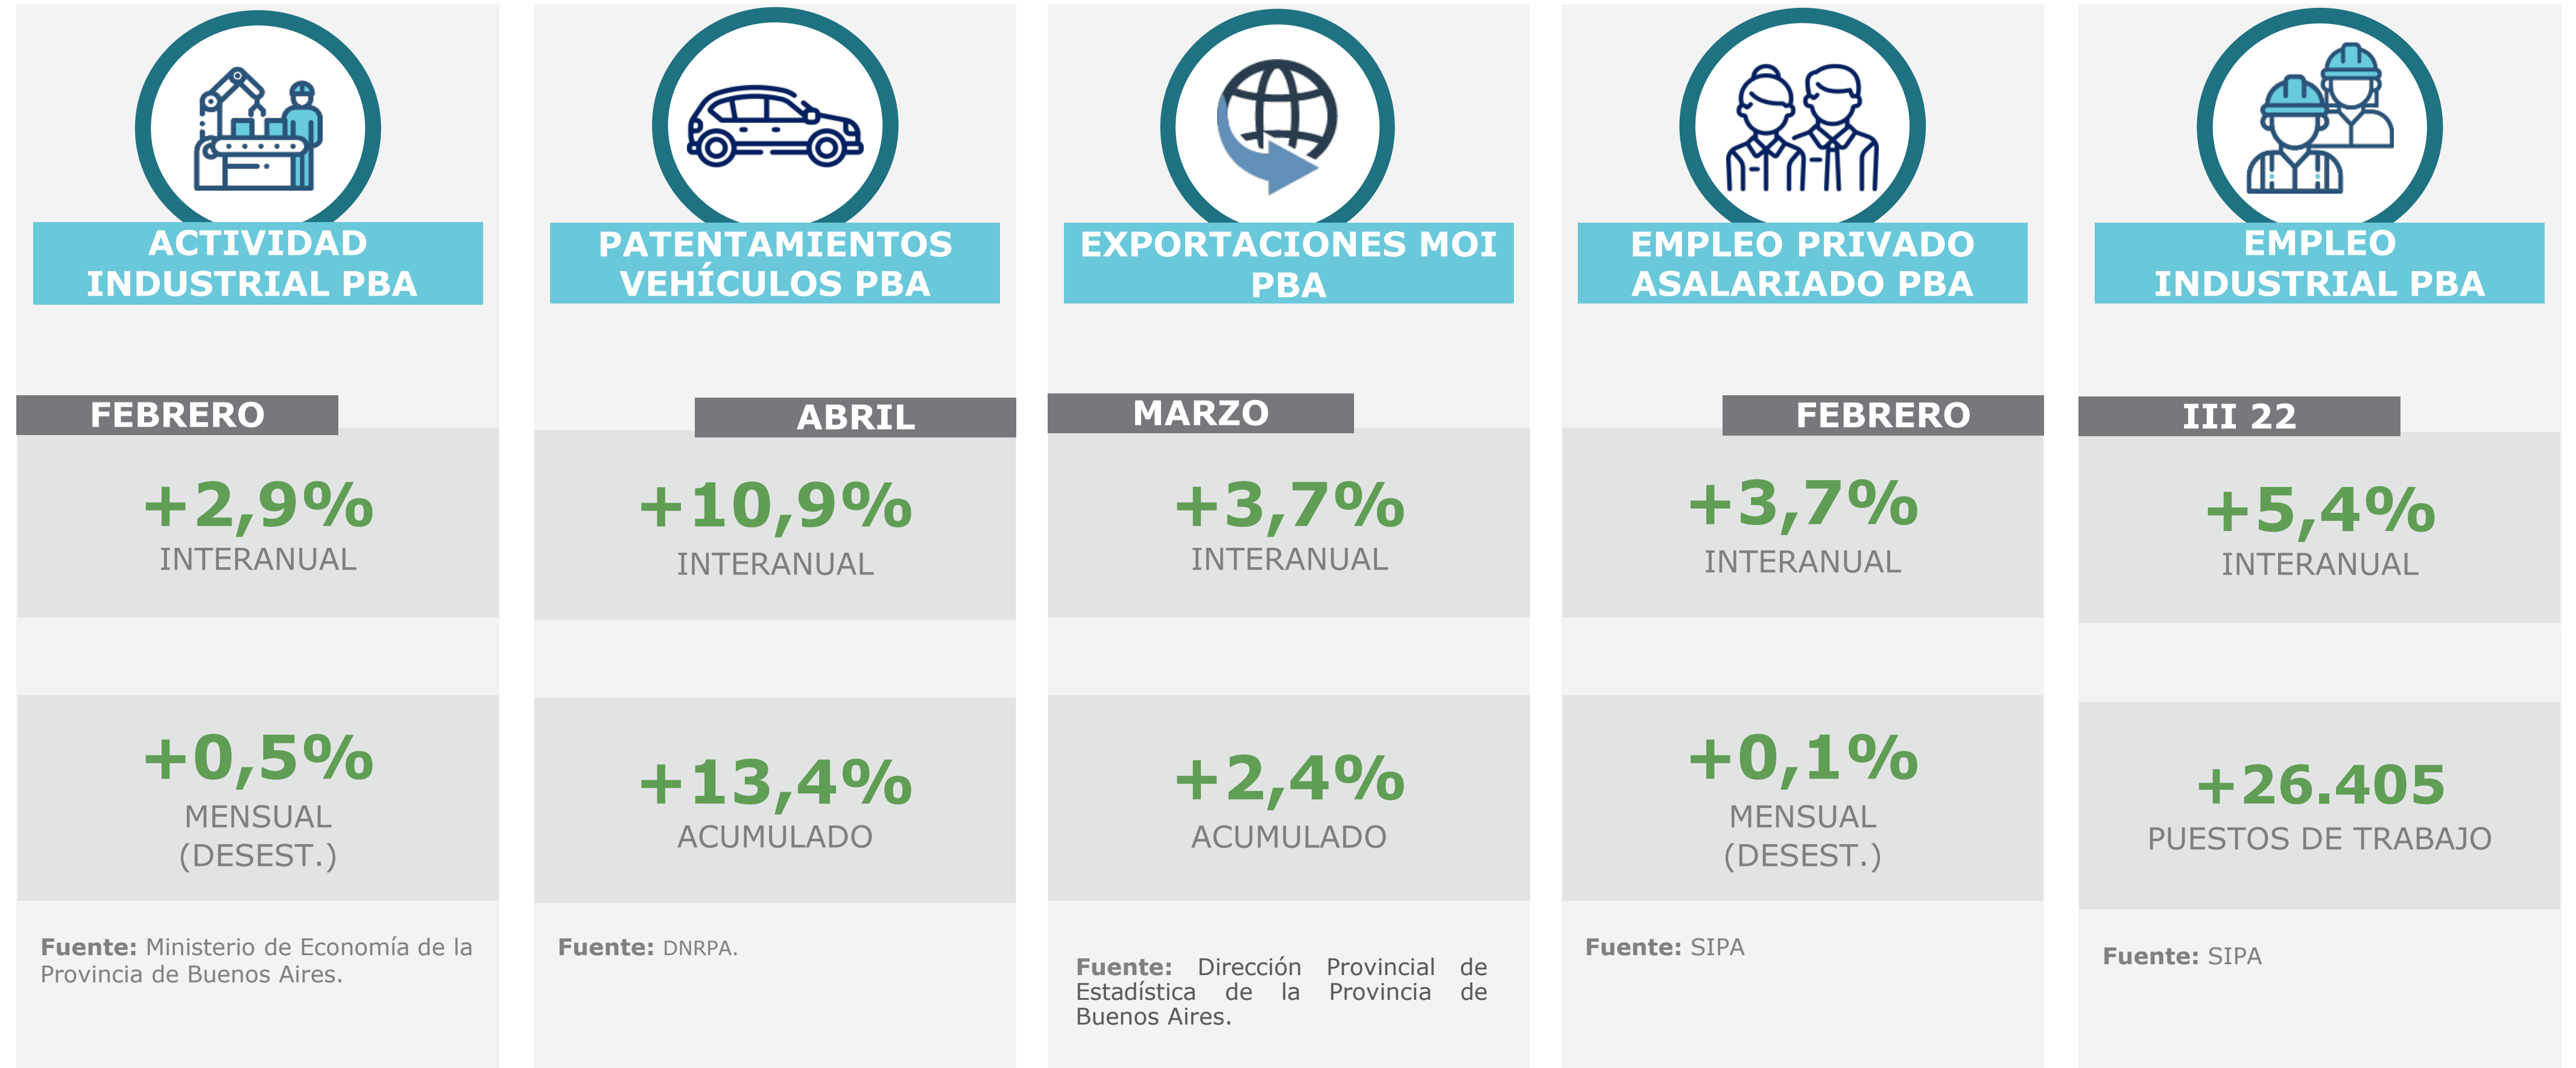 ACTIVIDAD
INDUSTRIAL PBA
FEBRERO
+2,9%
INTERANUAL
+0,5%
MENSUAL
(DESEST.)
Fuente: Ministerio de Economía de la
Provincia de Buenos Aires.
PATENTAMIENTOS
VEHÍCULOS PBA
ABRIL
+10,9%
INTERANUAL
+13,4%
ACUMULADO
Fuente: DNRPA.
EXPORTACIONES MOI
PBA
MARZO
+3,7%
INTERANUAL
+2,4%
ACUMULADO
Fuente: Dirección Provincial de
Estadística de la Provincia de
Buenos Aires.
EMPLEO PRIVADO
ASALARIADO PBA
FEBRERO
+3,7%
INTERANUAL
+0,1%
MENSUAL
(DESEST.)
Fuente: SIPA
EMPLEO
INDUSTRIAL PBA
III 22
+5,4%
INTERANUAL
+26.405
PUESTOS DE TRABAJO
Fuente: SIPA